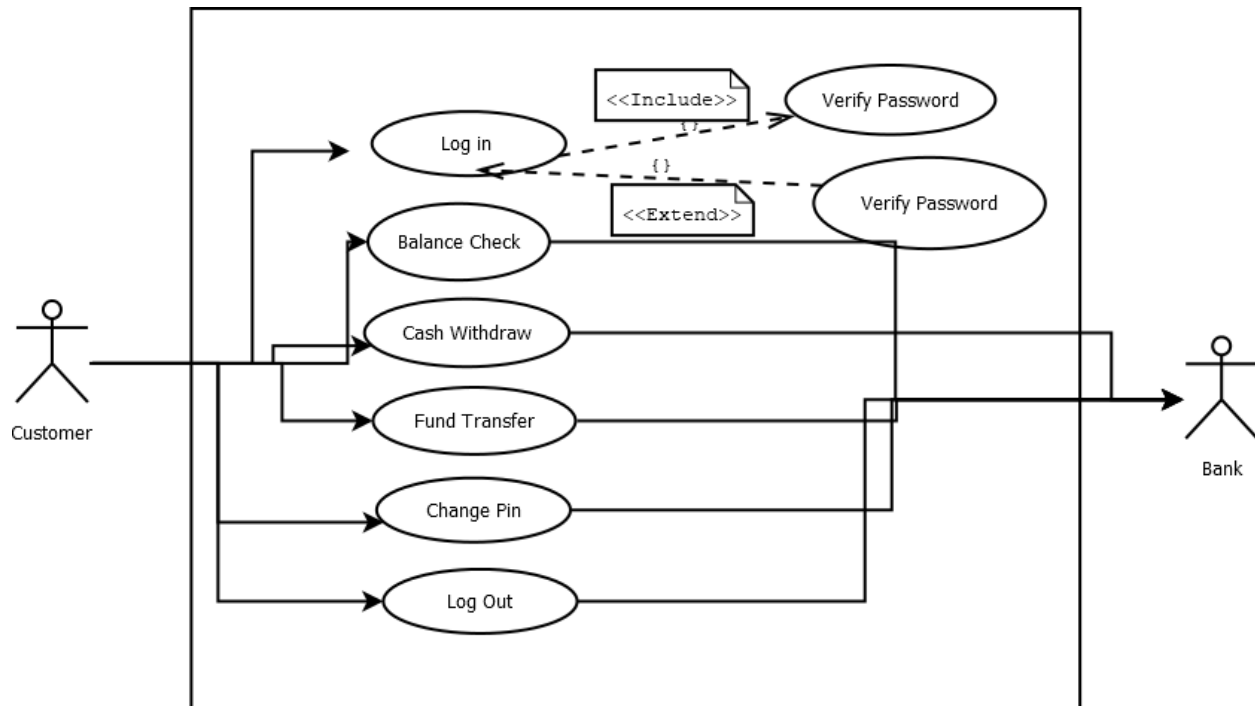 <<Include>>
Verify Password
Log in
{}
{}
Verify Password
<<Extend>>
Balance Check
Cash Withdraw
Fund Transfer
Customer
Bank
Change Pin
Log Out